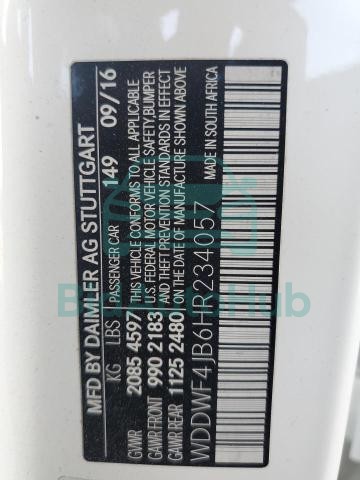 MFD BY DAIMLER AG STUTTGART 09/16
KG LBS PASSENGER CAR 149
GVWR 2085 4597 THIS VEHICLE CONFORMS TO ALL APPLICABLE
GAWR FRONT 990 2183 U.S. FEDERAL MOTOR VEHICLE SAFETY, BUMPER
AND THEFT PREVENTION STANDARDS IN EFFECT
GAWR REAR 1125 2480 ON THE DATE OF MANUFACTURE SHOWN ABOVE
WDDWF4JB6HR234057 MADE IN SOUTH AFRICA